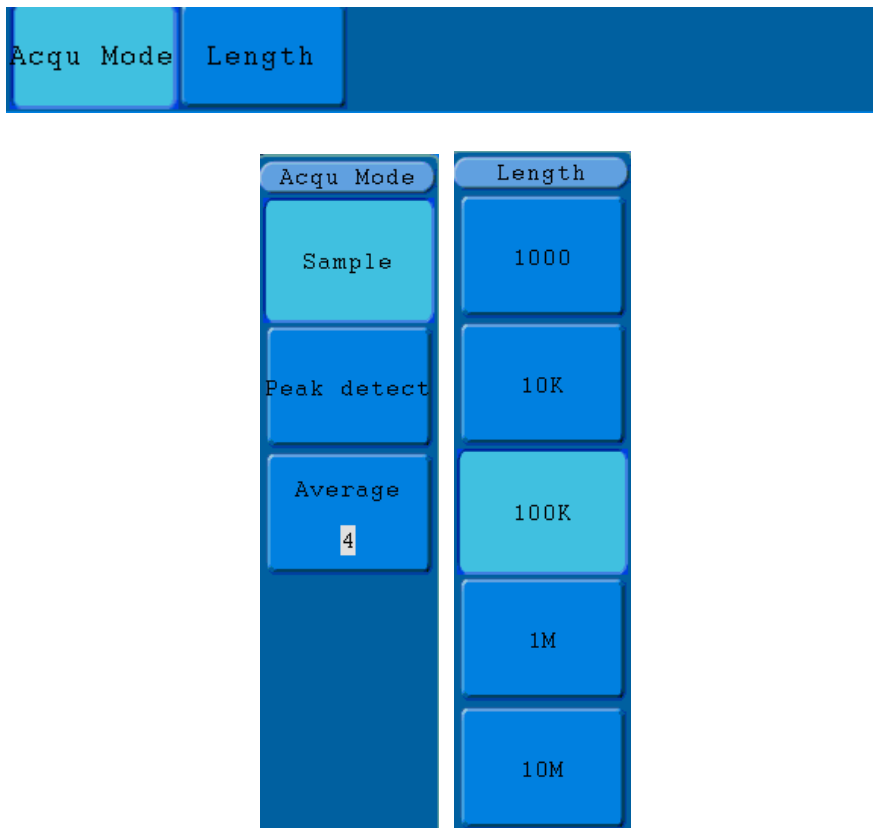 Acqu Mode
Length
Acqu Mode
Sample
Peak detect
Average
4
Length
1000
10K
100K
1M
10M